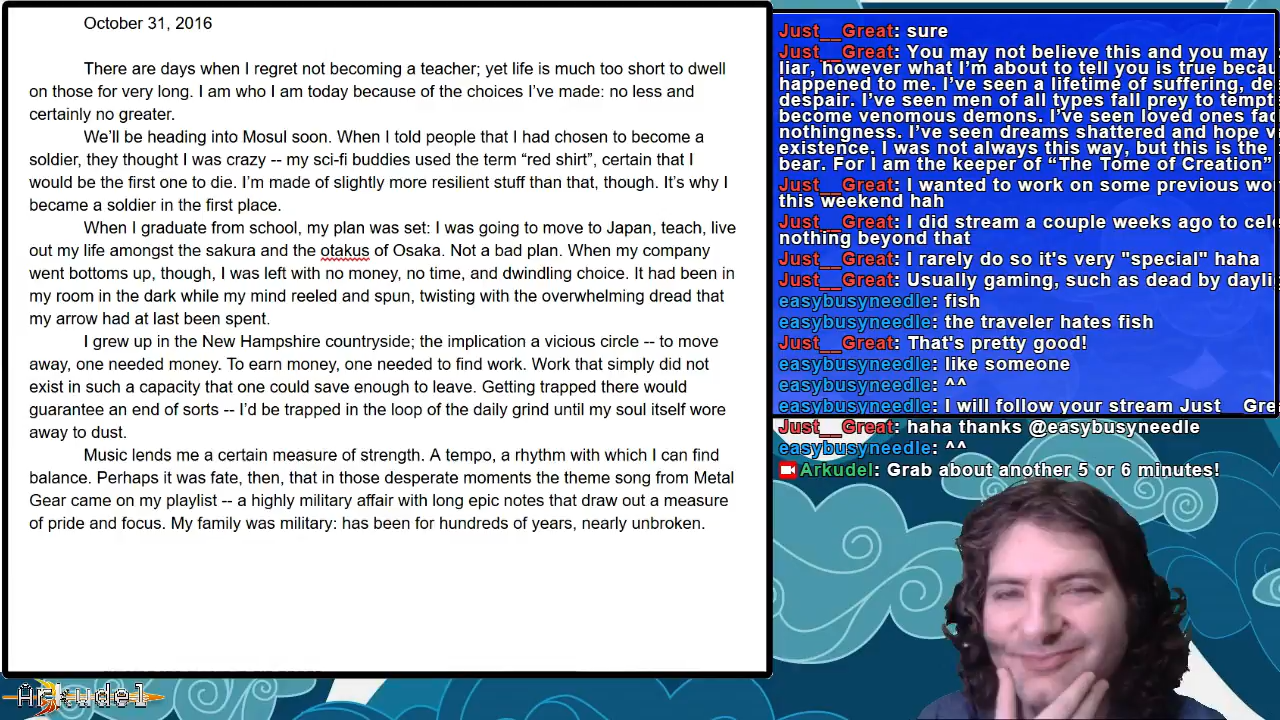 October 31, 2016
There are days when I regret not becoming a teacher; yet life is much too short to dwell
on those for very long. I am who I am today because of the choices I've made: no less and
certainly no greater.
We'll be heading into Mosul soon. When I told people that I had chosen to become a
soldier, they thought I was crazy -- my sci-fi buddies used the term “red shirt”, certain that I
would be the first one to die. I'm made of slightly more resilient stuff than that, though. It's why I
became a soldier in the first place.
When I graduate from school, my plan was set: I was going to move to Japan, teach, live
out my life amongst the sakura and the otakus of Osaka. Not a bad plan. When my company
went bottoms up, though, I was left with no money, no time, and dwindling choice. It had been in
my room in the dark while my mind reeled and spun, twisting with the overwhelming dread that
my arrow had at last been spent.
I grew up in the New Hampshire countryside; the implication a vicious circle -- to move
away, one needed money. To earn money, one needed to find work. Work that simply did not
exist in such a capacity that one could save enough to leave. Getting trapped there would
guarantee an end of sorts -- I'd be trapped in the loop of the daily grind until my soul itself wore
away to dust.
Music lends me a certain measure of strength. A tempo, a rhythm with which I can find
balance. Perhaps it was fate, then, that in those desperate moments the theme song from Metal
Gear came on my playlist -- a highly military affair with long epic notes that draw out a measure
of pride and focus. My family was military: has been for hundreds of years, nearly unbroken.
Just__Great: sure
Just__Great: You may not believe this and you may
liar, however what I'm about to tell you is true becau
happened to me. I've seen a lifetime of suffering, de
despair. I've seen men of all types fall prey to tempt
become venomous demons. I've seen loved ones fad
nothingness. I've seen dreams shattered and hope v
existence. I was not always this way, but this is the
bear. For I am the keeper of “The Tome of Creation”
Just__Great: I wanted to work on some previous wo
this weekend hah
Just__Great: I did stream a couple weeks ago to cele
nothing beyond that
Just__Great: I rarely do so it's very "special" haha
Just__Great: Usually gaming, such as dead by dayli
easybusyneedle: fish
easybusyneedle: the traveler hates fish
Just__Great: That's pretty good!
easybusyneedle: like someone
easybusyneedle: ^^
easybusyneedle: I will follow your stream Just__Gre
Just__Great: haha thanks @easybusyneedle
easybusyneedle: ^^
Arkudel: Grab about another 5 or 6 minutes!
Arkudel